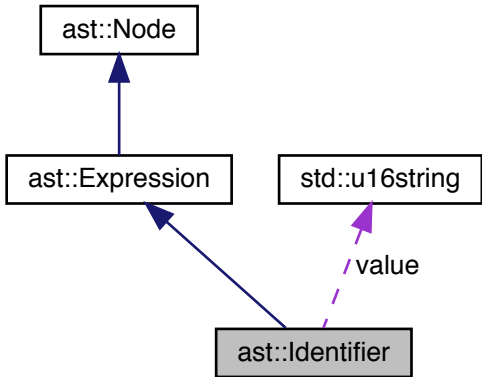 ast::Node
ast::Expression
std::u16string
value
ast::Identifier